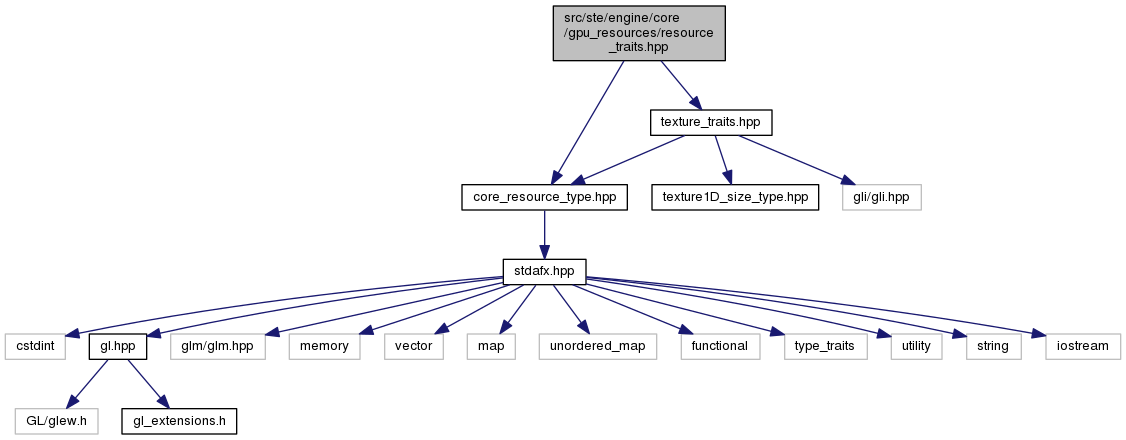 src/ste/engine/core
/gpu_resources/resource
_traits.hpp
texture_traits.hpp
core_resource_type.hpp
texture1D_size_type.hpp
gli/gli.hpp
stdafx.hpp
cstdint
gl.hpp
glm/glm.hpp
memory
vector
map
unordered_map
functional
type_traits
utility
string
iostream
GL/glew.h
gl_extensions.h